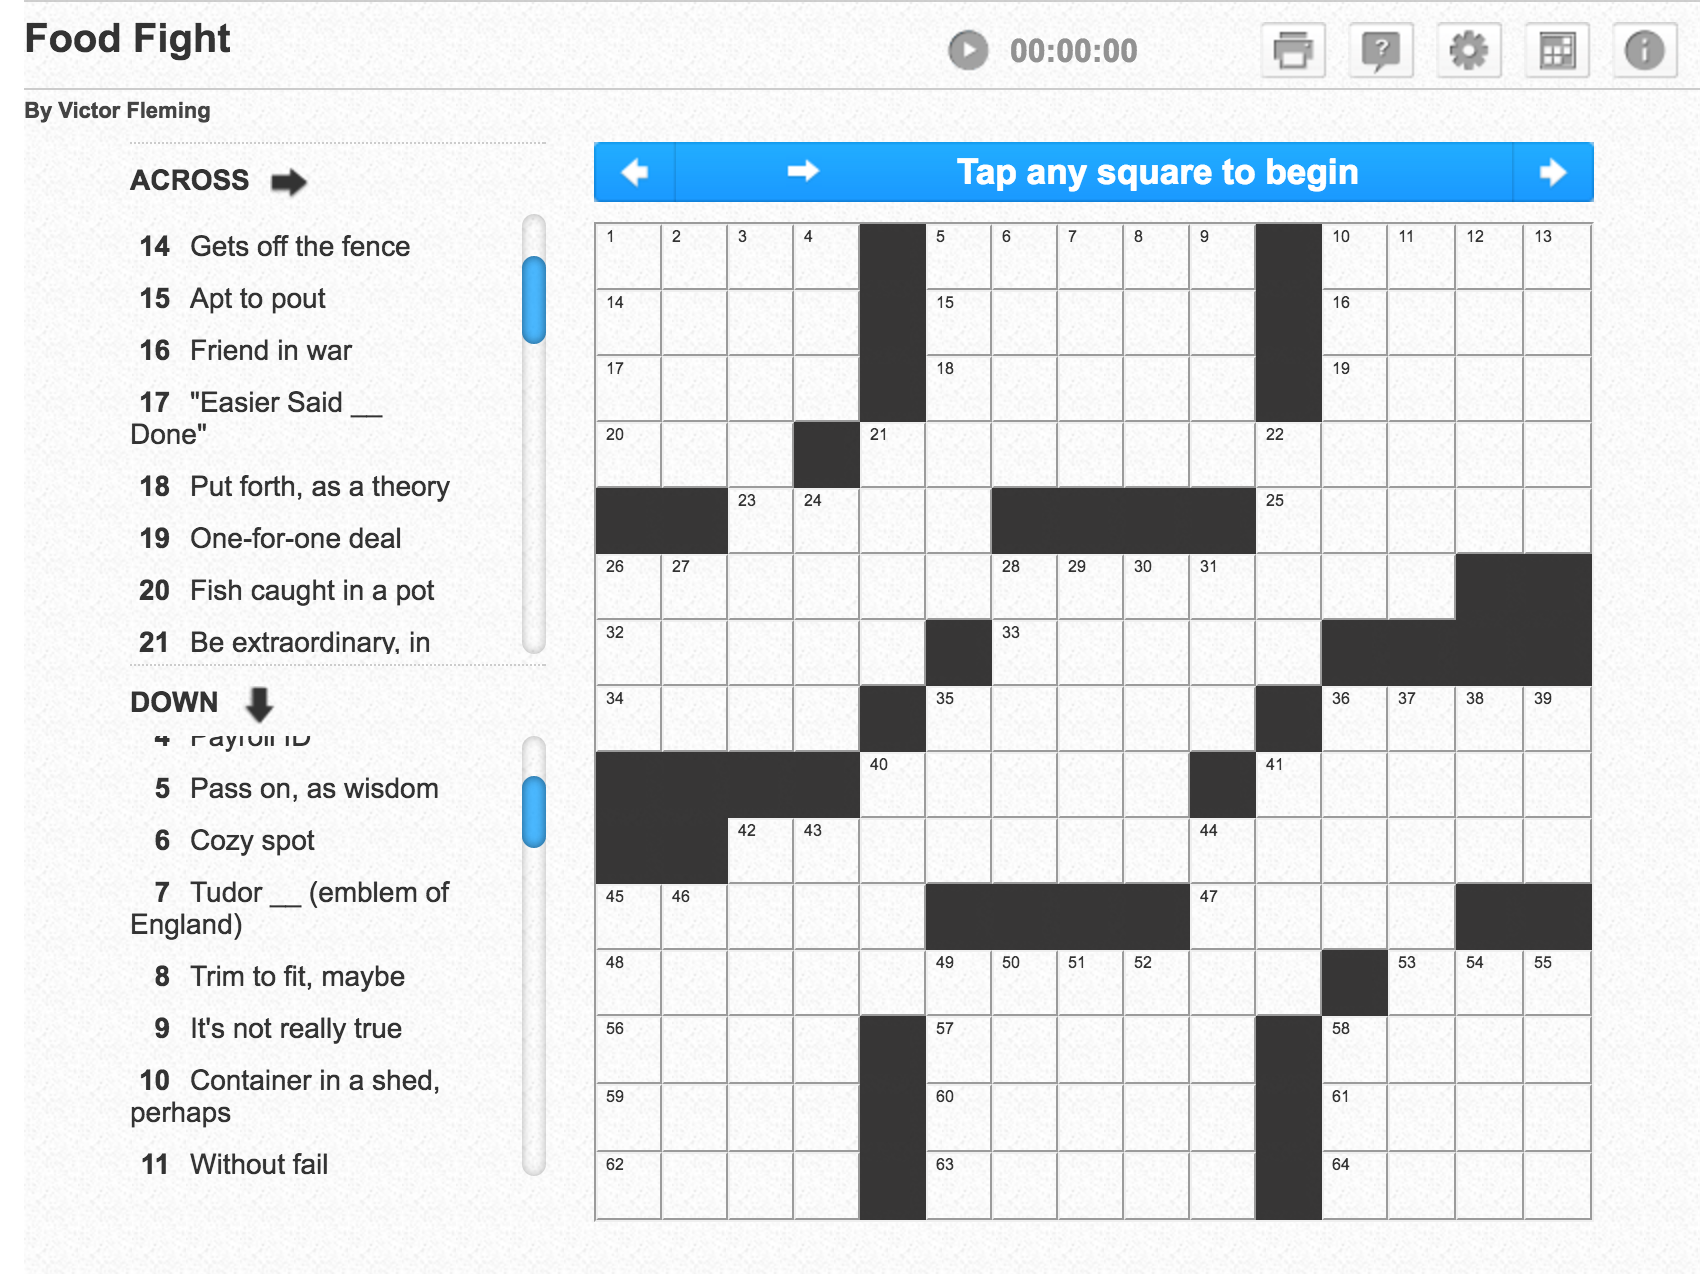 Food Fight
00:00:00
By Victor Fleming
ACROSS
14 Gets off the fence
15 Apt to pout
16 Friend in war
17 "Easier Said __
Done"
18 Put forth, as a theory
19 One-for-one deal
20 Fish caught in a pot
21 Be extraordinary, in
DOWN
4 Payroll ID
5 Pass on, as wisdom
6 Cozy spot
7 Tudor __ (emblem of
England)
8 Trim to fit, maybe
9 It's not really true
10 Container in a shed,
perhaps
11 Without fail
Tap any square to begin
1 2 3 4 5 6 7 8 9 10 11 12 13
14 15 16
17 18 19
20 21 22
23 24 25
26 27 28 29 30 31
32 33
34 35 36 37 38 39
40 41
42 43 44
45 46 47
48 49 50 51 52 53 54 55
56 57 58
59 60 61
62 63 64